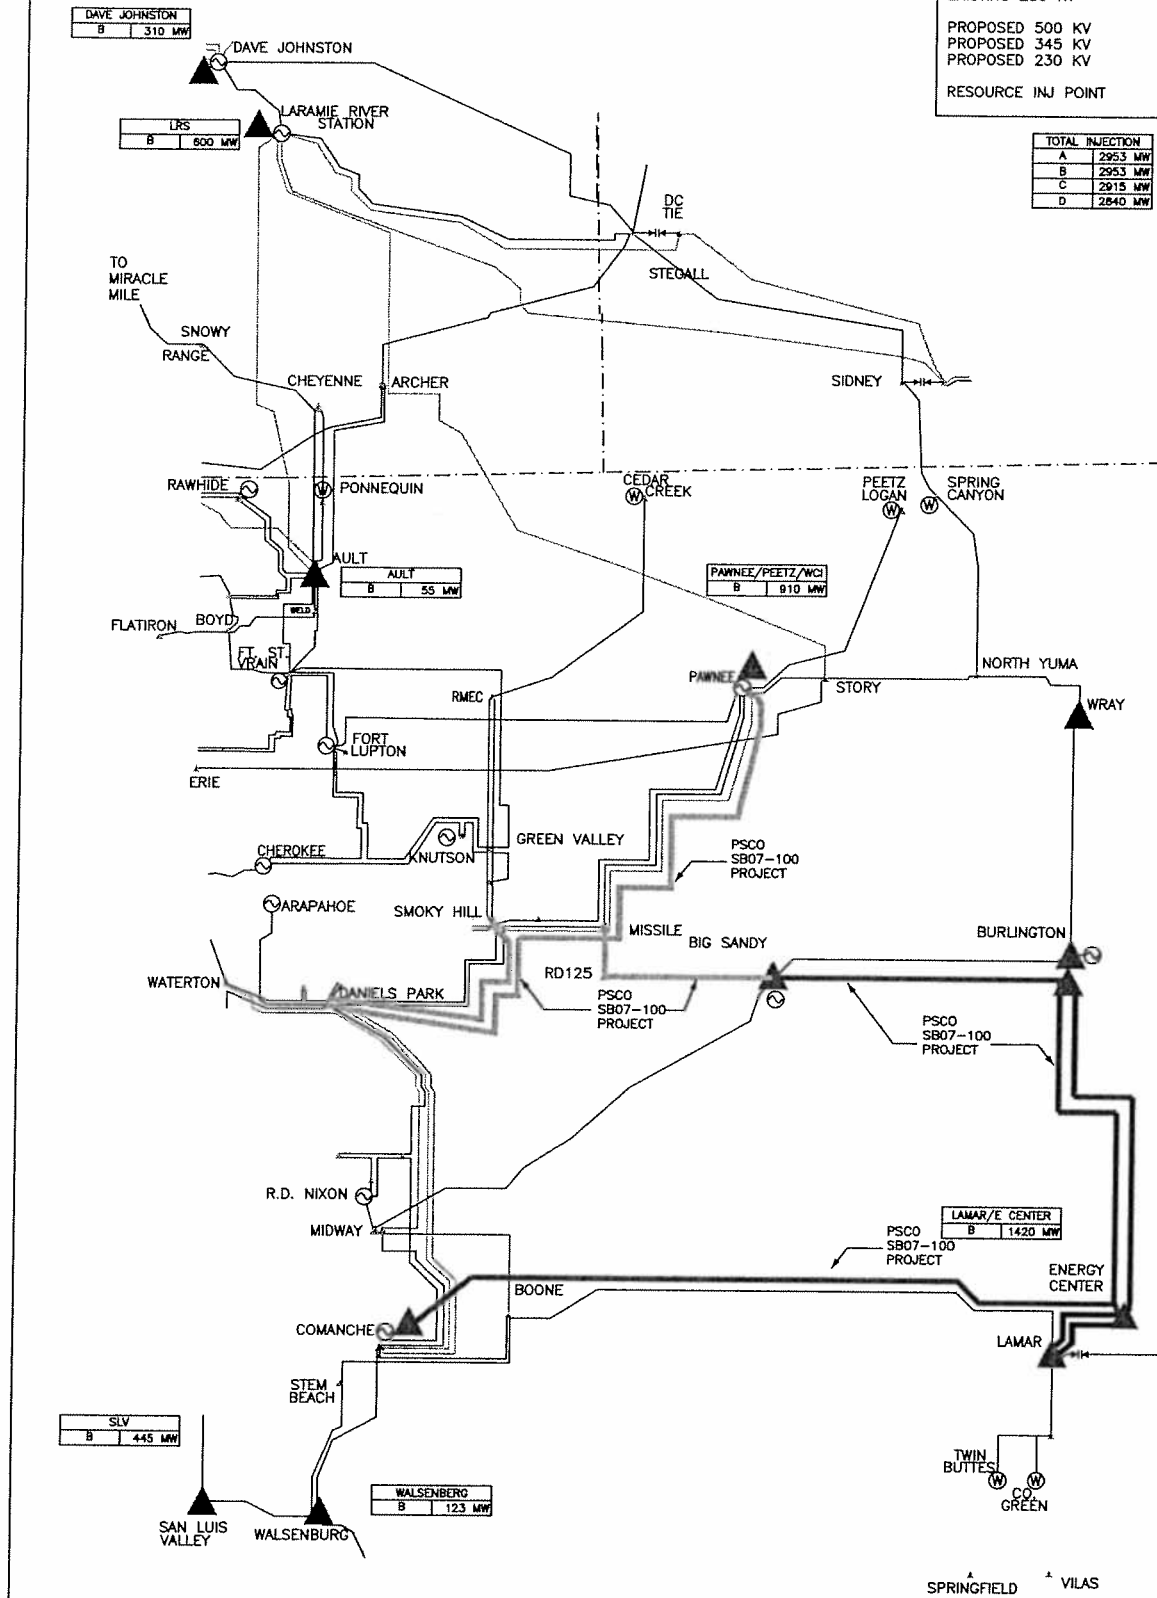 DAVE JOHNSTON
B 310 MW
DAVE JOHNSTON
PROPOSED 500 KV
PROPOSED 345 KV
PROPOSED 230 KV
RESOURCE INJ POINT
LARAMIE RIVER
STATION
LRS
B 600 MW
TOTAL INJECTION
A 2953 MW
B 2953 MW
C 2915 MW
D 2840 MW
DC
TIE
STEGALL
TO
MIRACLE
MILE
SNOWY
RANGE
CHEYENNE
ARCHER
SIDNEY
RAWHIDE
PONNEQUIN
W
CEDAR
CREEK
W
PEETZ
LOGAN
W
SPRING
CANYON
W
AULT
AULT
B 55 MW
PAWNEE/PEETZ/WCI
B 910 MW
WELD
FLATIRON
BOYD
FT. ST.
VRAIN
RMEC
PAWNEE
STORY
NORTH YUMA
WRAY
FORT
LUPTON
ERIE
GREEN VALLEY
KNUTSON
CHEROKEE
PSCO
SB07-100
PROJECT
ARAPAHOE
SMOKY HILL
MISSILE
BIG SANDY
BURLINGTON
RD125
WATERTON
DANIELS PARK
PSCO
SB07-100
PROJECT
PSCO
SB07-100
PROJECT
R.D. NIXON
MIDWAY
LAMAR/E CENTER
B 1420 MW
PSCO
SB07-100
PROJECT
ENERGY
CENTER
BOONE
COMANCHE
LAMAR
STEM
BEACH
SLV
B 445 MW
TWIN
BUTTES
W
W
CO.
GREEN
WALSENBERG
B 123 MW
SAN LUIS
VALLEY
WALSENBURG
SPRINGFIELD
VILAS